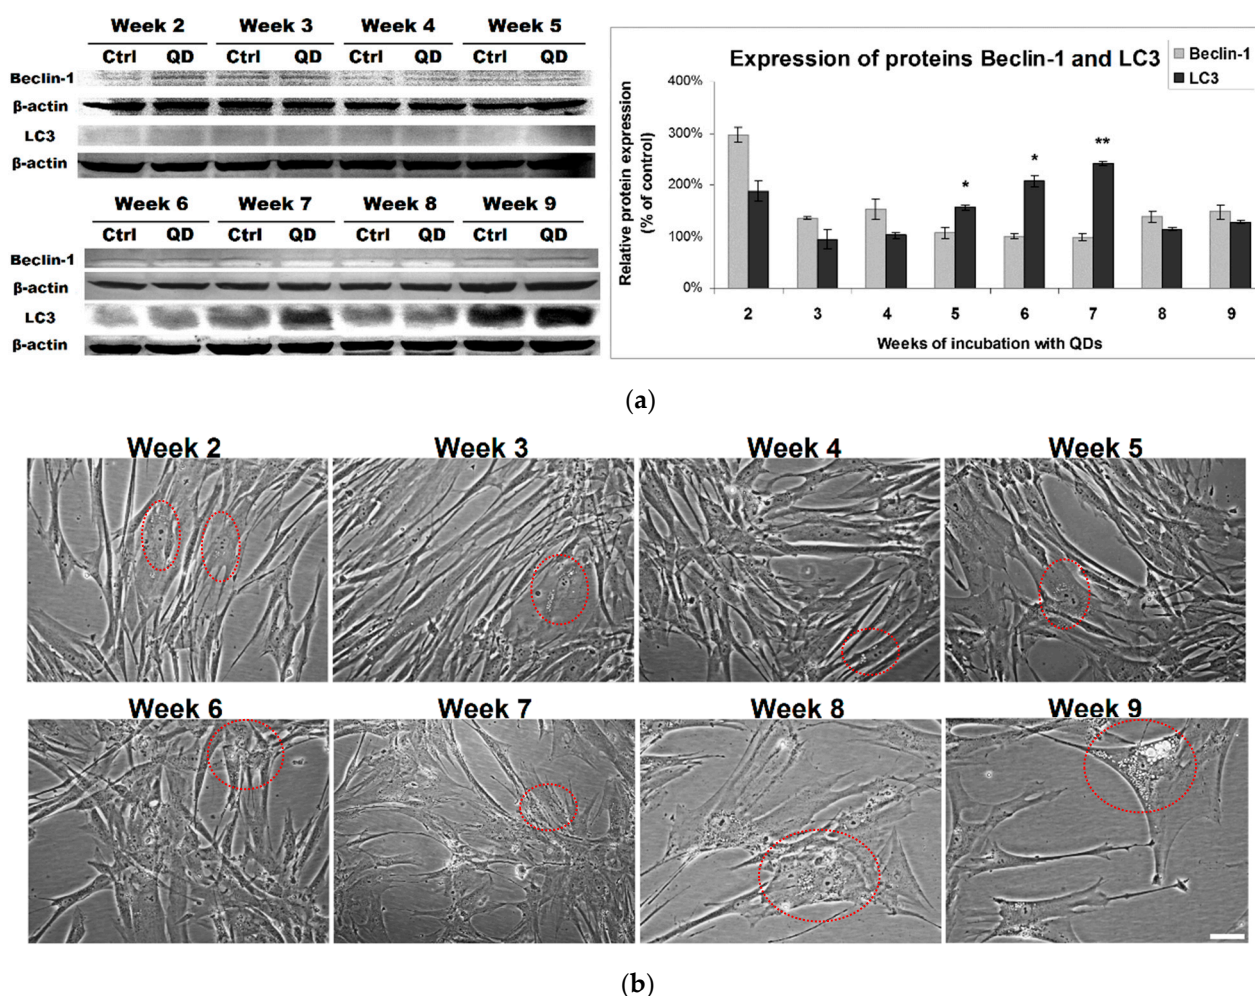 Week 2 Week 3 Week 4 Week 5
Ctrl QD Ctrl QD Ctrl QD Ctrl QD
Beclin-1
β-actin
LC3
β-actin
Week 6 Week 7 Week 8 Week 9
Ctrl QD Ctrl QD Ctrl QD Ctrl QD
Beclin-1
β-actin
LC3
β-actin
Expression of proteins Beclin-1 and LC3
Beclin-1
LC3
Relative protein expression
(% of control)
400%
300%
200%
100%
0%
* * **
2 3 4 5 6 7 8 9
Weeks of incubation with QDs
(a)
Week 2 Week 3 Week 4 Week 5
Week 6 Week 7 Week 8 Week 9
(b)